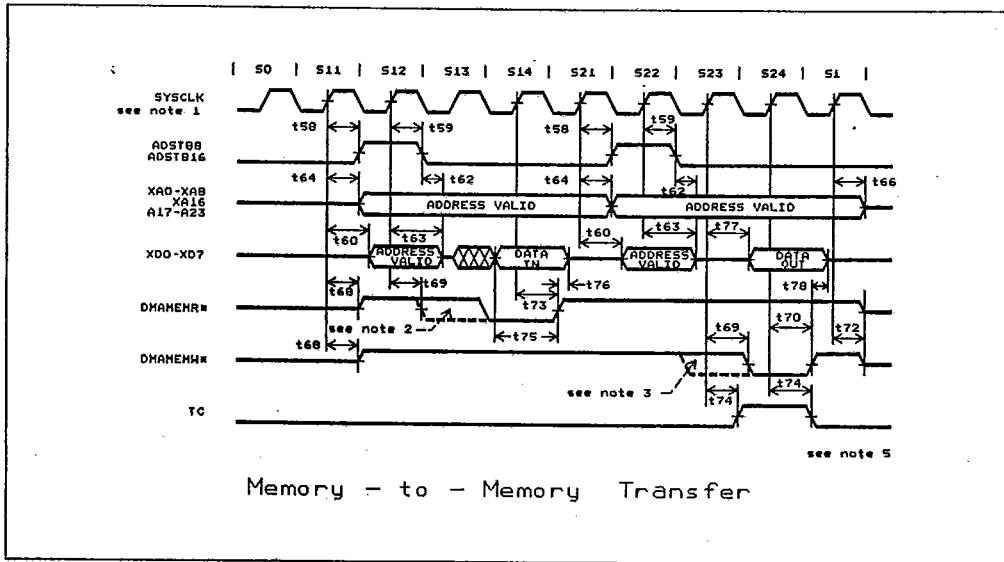 | S0 | S11 | S12 | S13 | S14 | S21 | S22 | S23 | S24 | S1 |
SYSCLK
see note 1
t58 t59 t58 t59
ADSTB8
ADSTB16
t64 t62 t64 t62 t66
XA0-XA8
XA16
A17-A23
ADDRESS VALID ADDRESS VALID
t60 t63 t60 t63 t77
XD0-XD7
ADDRESS VALID DATA IN ADDRESS VALID DATA OUT
t68 t69 t73 t76 t78
DMAMEMR*
see note 2
t75 t69 t70 t72
t68
DMAMEMW*
see note 3
t74 t74
TC
see note 5
Memory - to - Memory Transfer